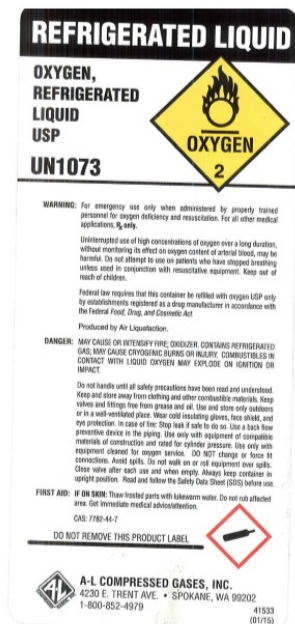 REFRIGERATED LIQUID
OXYGEN,
REFRIGERATED
LIQUID
USP
UN1073
OXYGEN
2
WARNING: For emergency use only when administered by properly trained
personnel for oxygen deficiency and resuscitation. For all other medical
applications, Rx only.
Uninterrupted use of high concentrations of oxygen over a long duration,
without monitoring its effect on oxygen content of arterial blood, may be
harmful. Do not attempt to use on patients who have stopped breathing
unless used in conjunction with resuscitative equipment. Keep out of
reach of children.
Federal law requires that this container be refilled with oxygen USP only
by establishments registered as a drug manufacturer in accordance with
the Federal Food, Drug, and Cosmetic Act.
Produced by Air Liquefaction.
DANGER: MAY CAUSE OR INTENSIFY FIRE; OXIDIZER. CONTAINS REFRIGERATED
GAS; MAY CAUSE CRYOGENIC BURNS OR INJURY. COMBUSTIBLES IN
CONTACT WITH LIQUID OXYGEN MAY EXPLODE ON IGNITION OR
IMPACT.
Do not handle until all safety precautions have been read and understood.
Keep and store away from clothing and other combustible materials. Keep
valves and fittings free from grease and oil. Use and store only outdoors
or in a well-ventilated place. Wear cold insulating gloves, face shield, and
eye protection. In case of fire: Stop leak if safe to do so. Use a back flow
preventive device in the piping. Use only with equipment of compatible
materials of construction and rated for cylinder pressure. Use only with
equipment cleaned for oxygen service. DO NOT change or force fit
connections. Avoid spills. Do not walk on or roll equipment over spills.
Close valve after each use and when empty. Always keep container in
upright position. Read and follow the Safety Data Sheet (SDS) before use.
FIRST AID: IF ON SKIN: Thaw frosted parts with lukewarm water. Do not rub affected
area. Get immediate medical advice/attention.
CAS: 7782-44-7
DO NOT REMOVE THIS PRODUCT LABEL
AL
A-L COMPRESSED GASES, INC.
4230 E. TRENT AVE. • SPOKANE, WA 99202
1-800-852-4979
41533
(01/15)